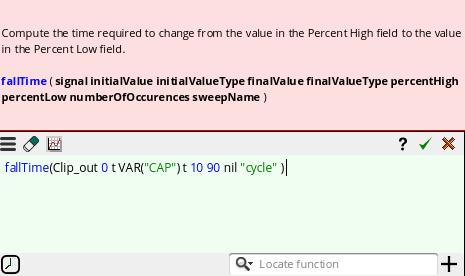 Compute the time required to change from the value in the Percent High field to the value
in the Percent Low field.
fallTime ( signal initialValue initialValueType finalValue finalValueType percentHigh
percentLow numberOfOccurences sweepName )
?
fallTime(Clip_out 0 t VAR("CAP") t 10 90 nil "cycle" )
Locate function